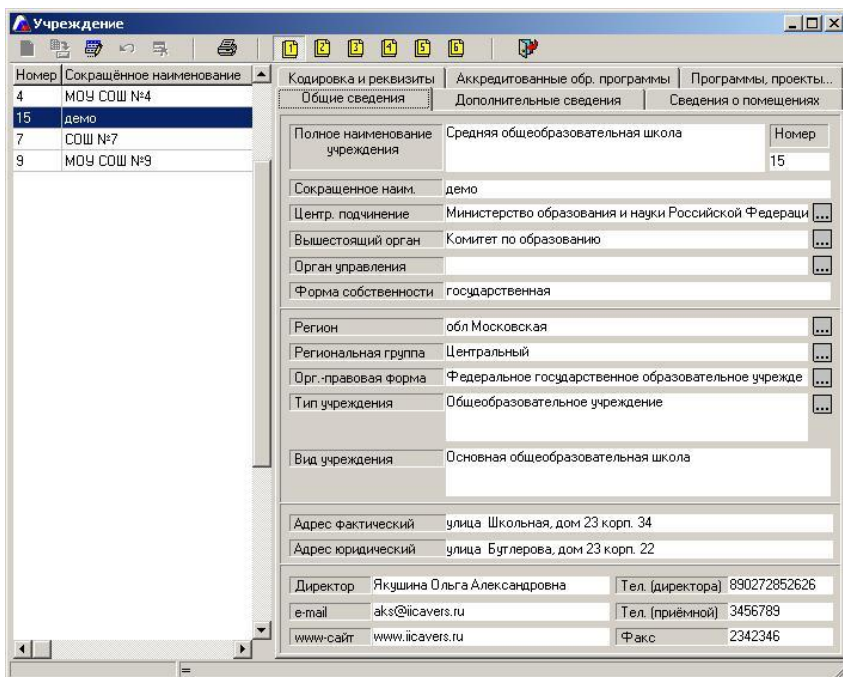 Учреждение
1 2 3 4 5 6
Номер Сокращённое наименование
4 МОУ СОШ №4
15 демо
7 СОШ №7
9 МОУ СОШ №9
Кодировка и реквизиты Аккредитованные обр. программы Программы, проекты...
Общие сведения Дополнительные сведения Сведения о помещениях
Полное наименование учреждения Средняя общеобразовательная школа Номер
15
Сокращенное наим. демо
Центр. подчинение Министерство образования и науки Российской Федераци ...
Вышестоящий орган Комитет по образованию ...
Орган управления ...
Форма собственности государственная
Регион обл Московская ...
Региональная группа Центральный ...
Орг.-правовая форма Федеральное государственное образовательное учрежде ...
Тип учреждения Общеобразовательное учреждение ...
Вид учреждения Основная общеобразовательная школа
Адрес фактический улица Школьная, дом 23 корп. 34
Адрес юридический улица Бутлерова, дом 23 корп. 22
Директор Якушина Ольга Александровна Тел. (директора) 890272852626
e-mail aks@iicavers.ru Тел. (приёмной) 3456789
www-сайт www.iicavers.ru Факс 2342346
=